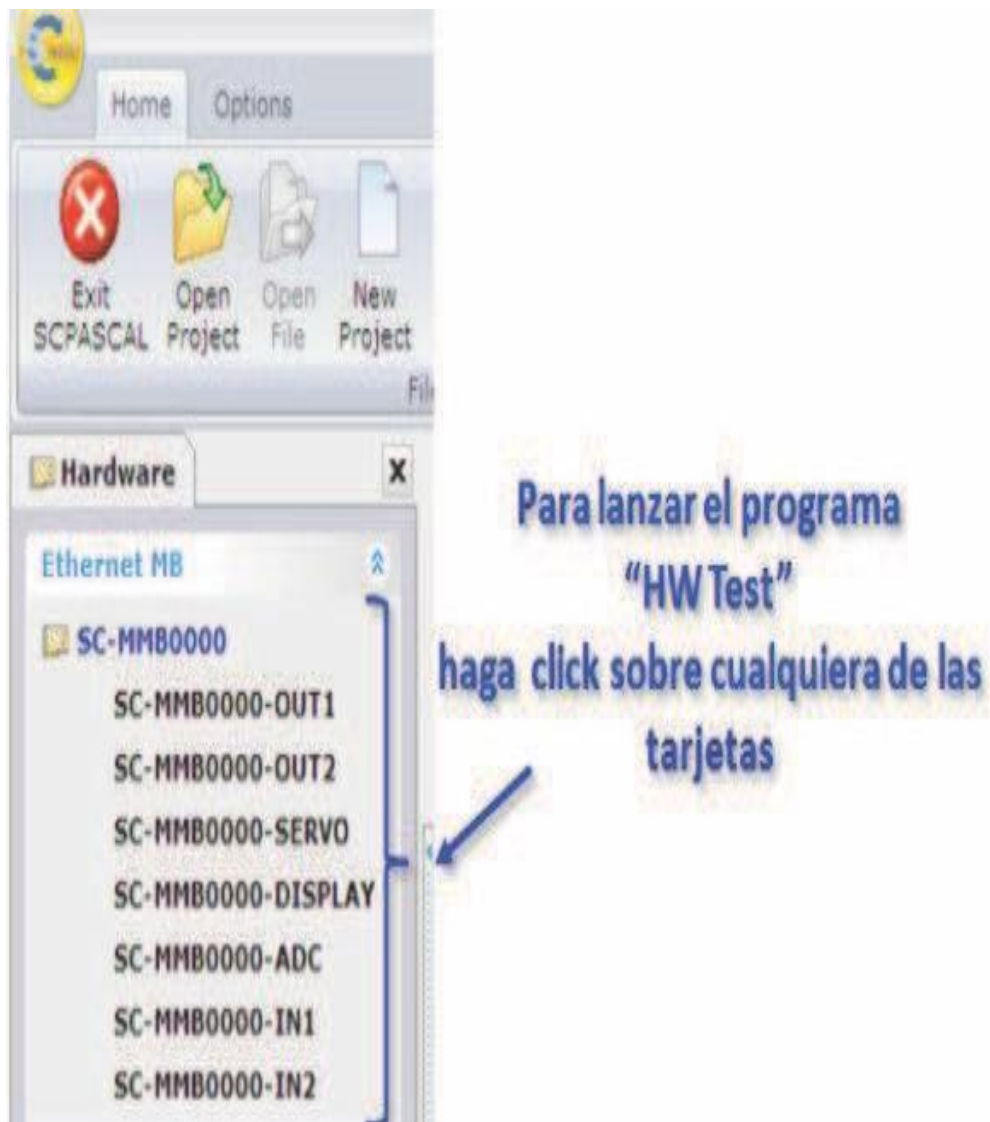 Home Options
Exit SCPASCAL
Open Project
Open File
New Project
Hardware
Ethernet MB
SC-MMB0000
SC-MMB0000-OUT1
SC-MMB0000-OUT2
SC-MMB0000-SERVO
SC-MMB0000-DISPLAY
SC-MMB0000-ADC
SC-MMB0000-IN1
SC-MMB0000-IN2
Para lanzar el programa
“HW Test”
haga click sobre cualquiera de las
tarjetas